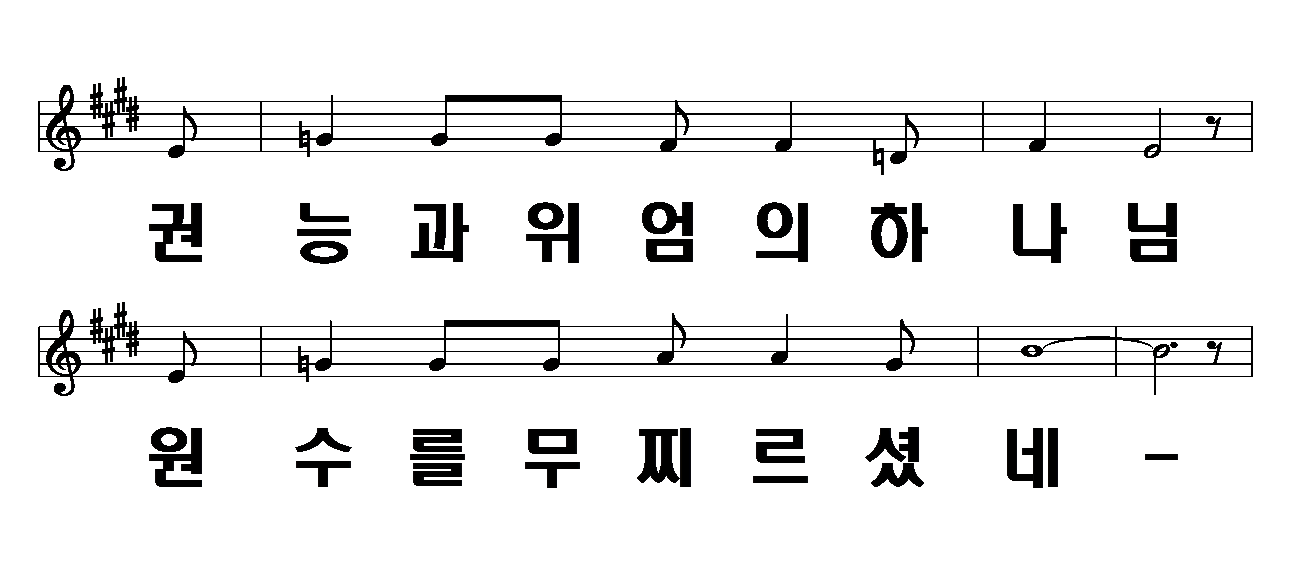 권 능 과 위 엄 의 하 나 님
원 수 를 무 찌 르 셨 네 -